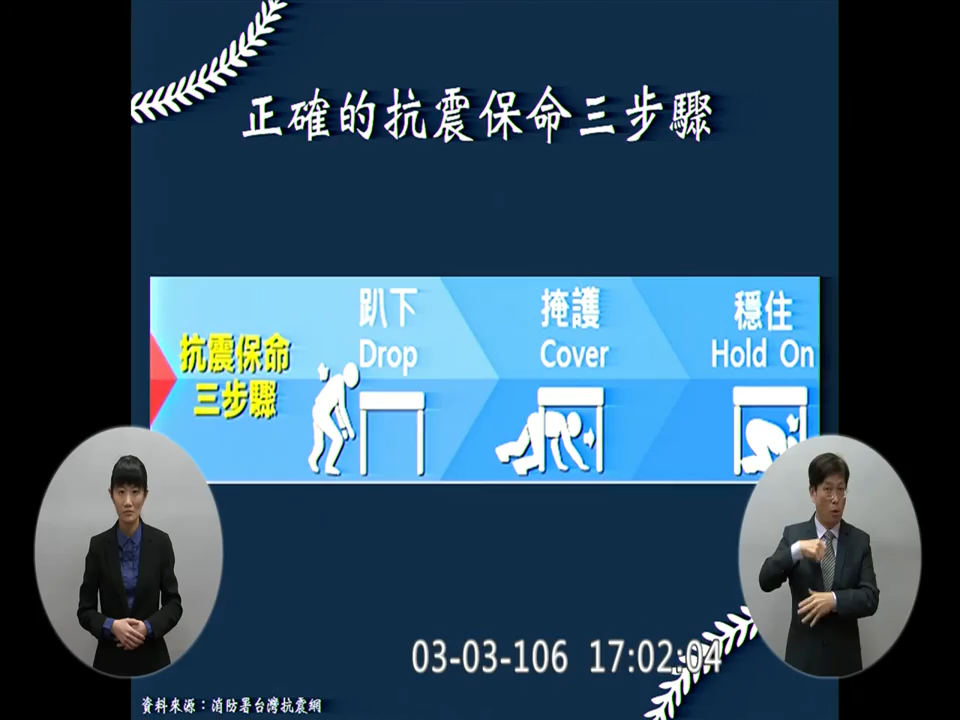 正確的抗震保命三步驟
抗震保命
三步驟
趴下
Drop
掩護
Cover
穩住
Hold On
03-03-106 17:02:04
資料來源：消防署台灣抗震網